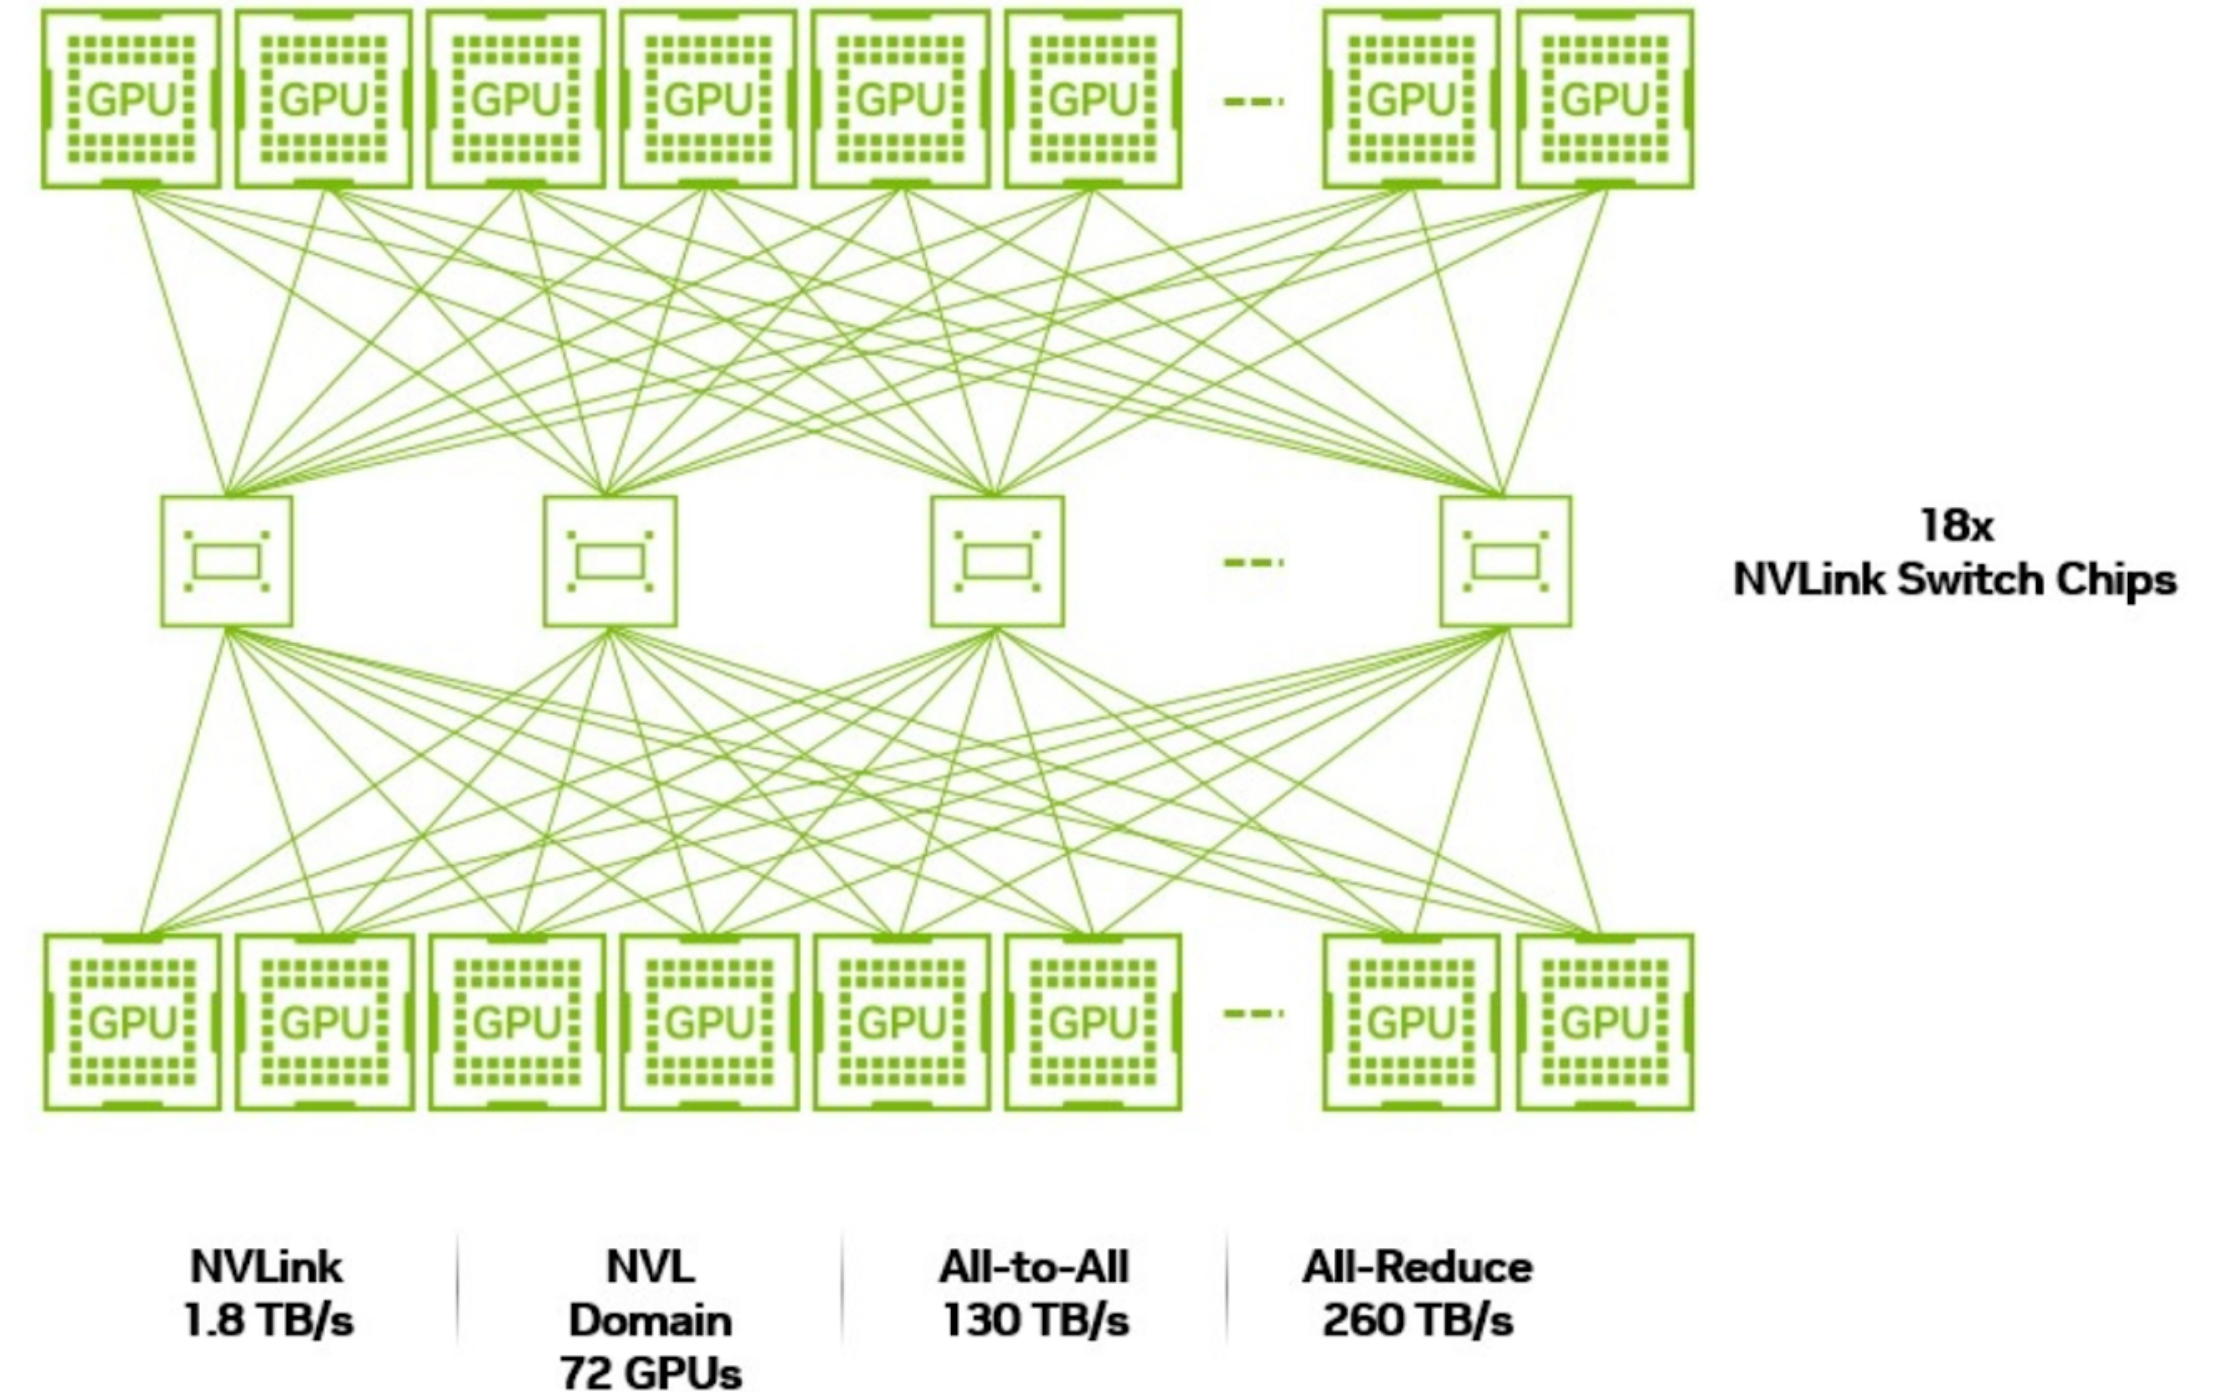 GPU GPU GPU GPU GPU GPU GPU GPU
18x
NVLink Switch Chips
GPU GPU GPU GPU GPU GPU GPU GPU
NVLink
1.8 TB/s
NVL
Domain
72 GPUs
All-to-All
130 TB/s
All-Reduce
260 TB/s